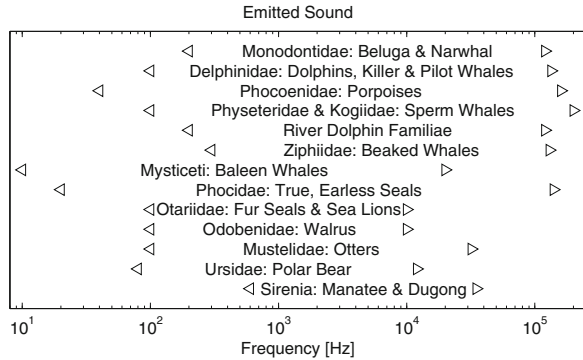 Emitted Sound
Monodontidae: Beluga & Narwhal
Delphinidae: Dolphins, Killer & Pilot Whales
Phocoenidae: Porpoises
Physeteridae & Kogiidae: Sperm Whales
River Dolphin Familiae
Ziphiidae: Beaked Whales
Mysticeti: Baleen Whales
Phocidae: True, Earless Seals
Otariidae: Fur Seals & Sea Lions
Odobenidae: Walrus
Mustelidae: Otters
Ursidae: Polar Bear
Sirenia: Manatee & Dugong
10¹ 10² 10³ 10⁴ 10⁵
Frequency [Hz]